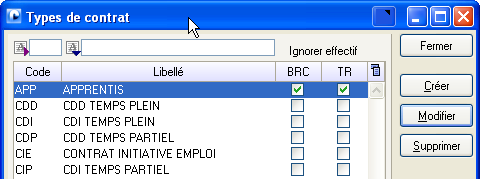 Types de contrat
Ignorer effectif
Fermer
Code Libellé BRC TR
APP APPRENTIS
Créer
CDD CDD TEMPS PLEIN
CDI CDI TEMPS PLEIN
Modifier
CDP CDD TEMPS PARTIEL
CIE CONTRAT INITIATIVE EMPLOI
Supprimer
CIP CDI TEMPS PARTIEL